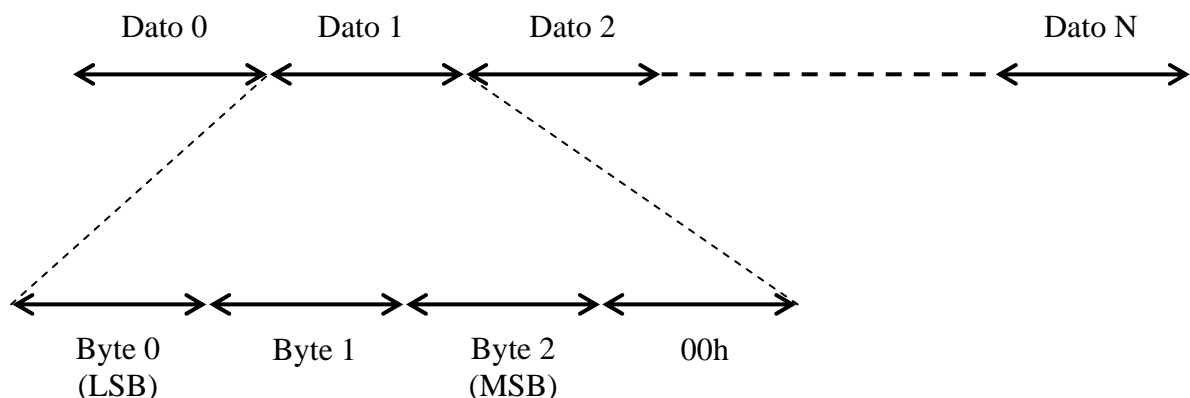 Dato 0 Dato 1 Dato 2 Dato N
Byte 0 Byte 1 Byte 2 00h
(LSB) (MSB)